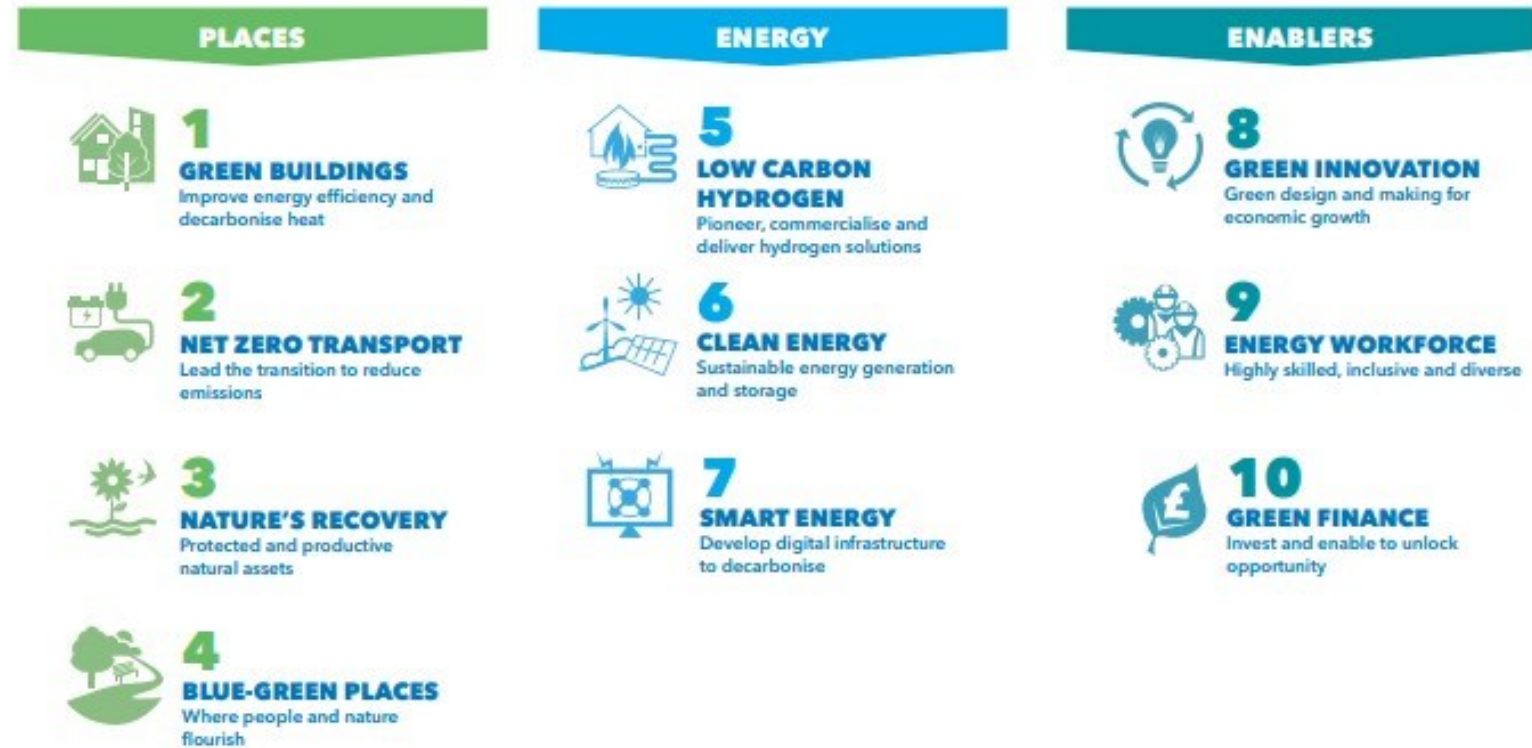 PLACES
1
GREEN BUILDINGS
Improve energy efficiency and
decarbonise heat
2
NET ZERO TRANSPORT
Lead the transition to reduce
emissions
3
NATURE'S RECOVERY
Protected and productive
natural assets
4
BLUE-GREEN PLACES
Where people and nature
flourish
ENERGY
5
LOW CARBON
HYDROGEN
Pioneer, commercialise and
deliver hydrogen solutions
6
CLEAN ENERGY
Sustainable energy generation
and storage
7
SMART ENERGY
Develop digital infrastructure
to decarbonise
ENABLERS
8
GREEN INNOVATION
Green design and making for
economic growth
9
ENERGY WORKFORCE
Highly skilled, inclusive and diverse
£
10
GREEN FINANCE
Invest and enable to unlock
opportunity